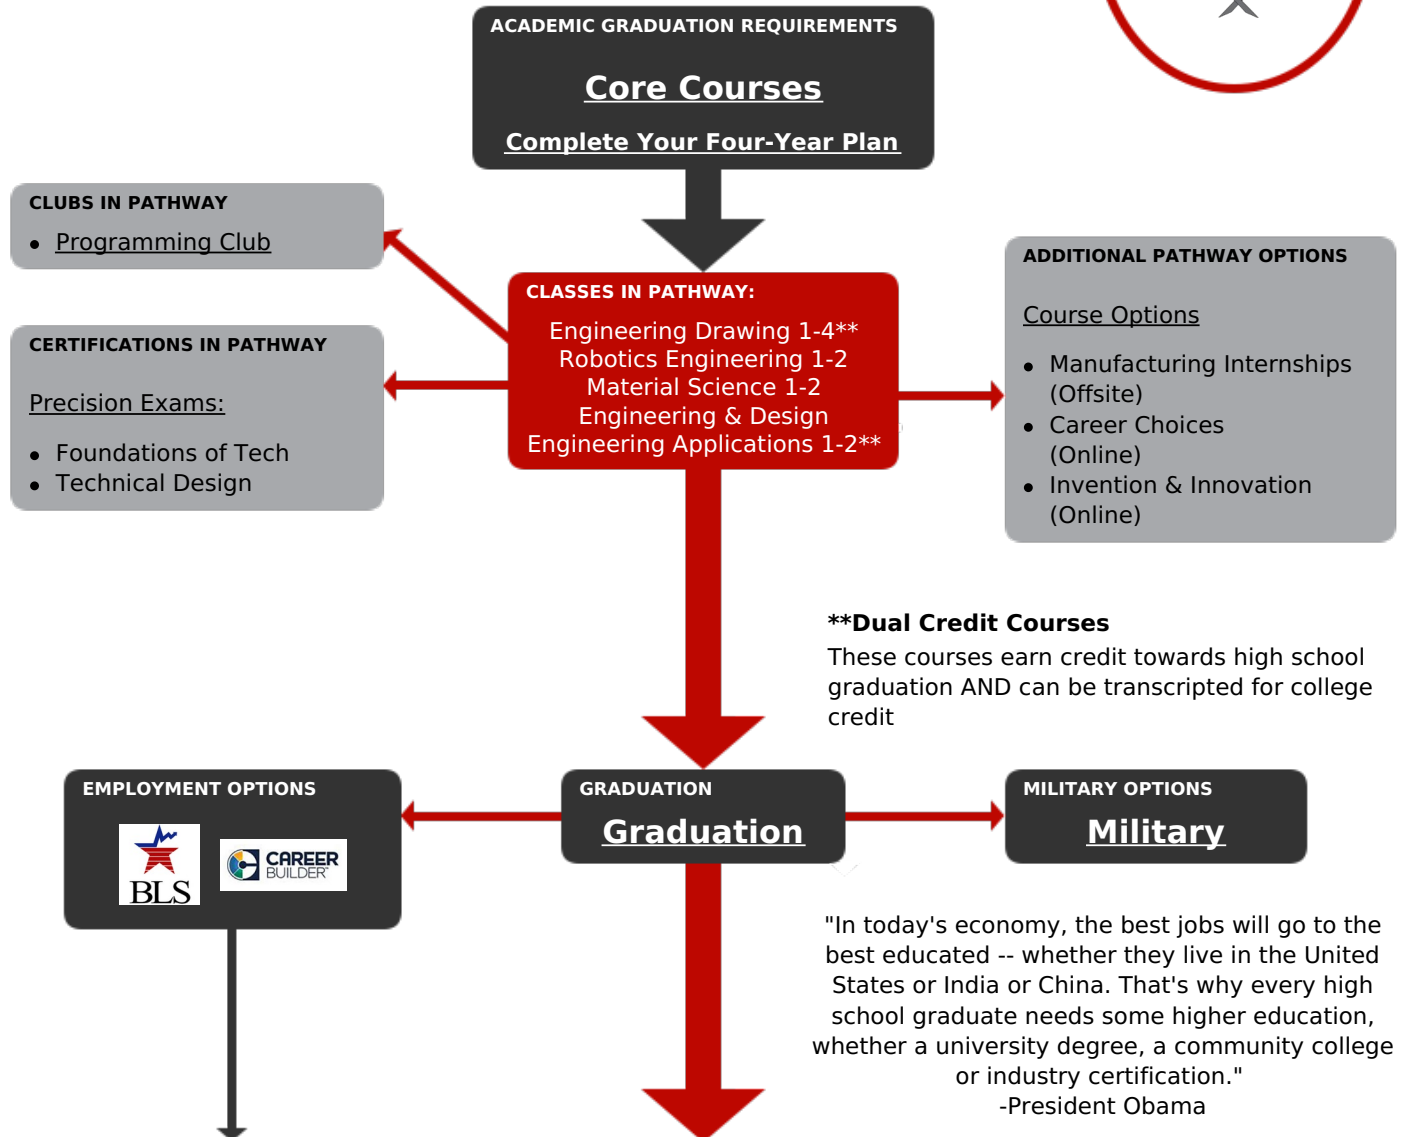 ACADEMIC GRADUATION REQUIREMENTS
Core Courses
Complete Your Four-Year Plan
CLUBS IN PATHWAY
• Programming Club
CERTIFICATIONS IN PATHWAY
Precision Exams:
• Foundations of Tech
• Technical Design
CLASSES IN PATHWAY:
Engineering Drawing 1-4**
Robotics Engineering 1-2
Material Science 1-2
Engineering & Design
Engineering Applications 1-2**
ADDITIONAL PATHWAY OPTIONS
Course Options
• Manufacturing Internships
(Offsite)
• Career Choices
(Online)
• Invention & Innovation
(Online)
**Dual Credit Courses
These courses earn credit towards high school
graduation AND can be transcripted for college
credit
EMPLOYMENT OPTIONS
BLS
CAREER
BUILDER
GRADUATION
Graduation
MILITARY OPTIONS
Military
"In today's economy, the best jobs will go to the
best educated -- whether they live in the United
States or India or China. That's why every high
school graduate needs some higher education,
whether a university degree, a community college
or industry certification."
-President Obama